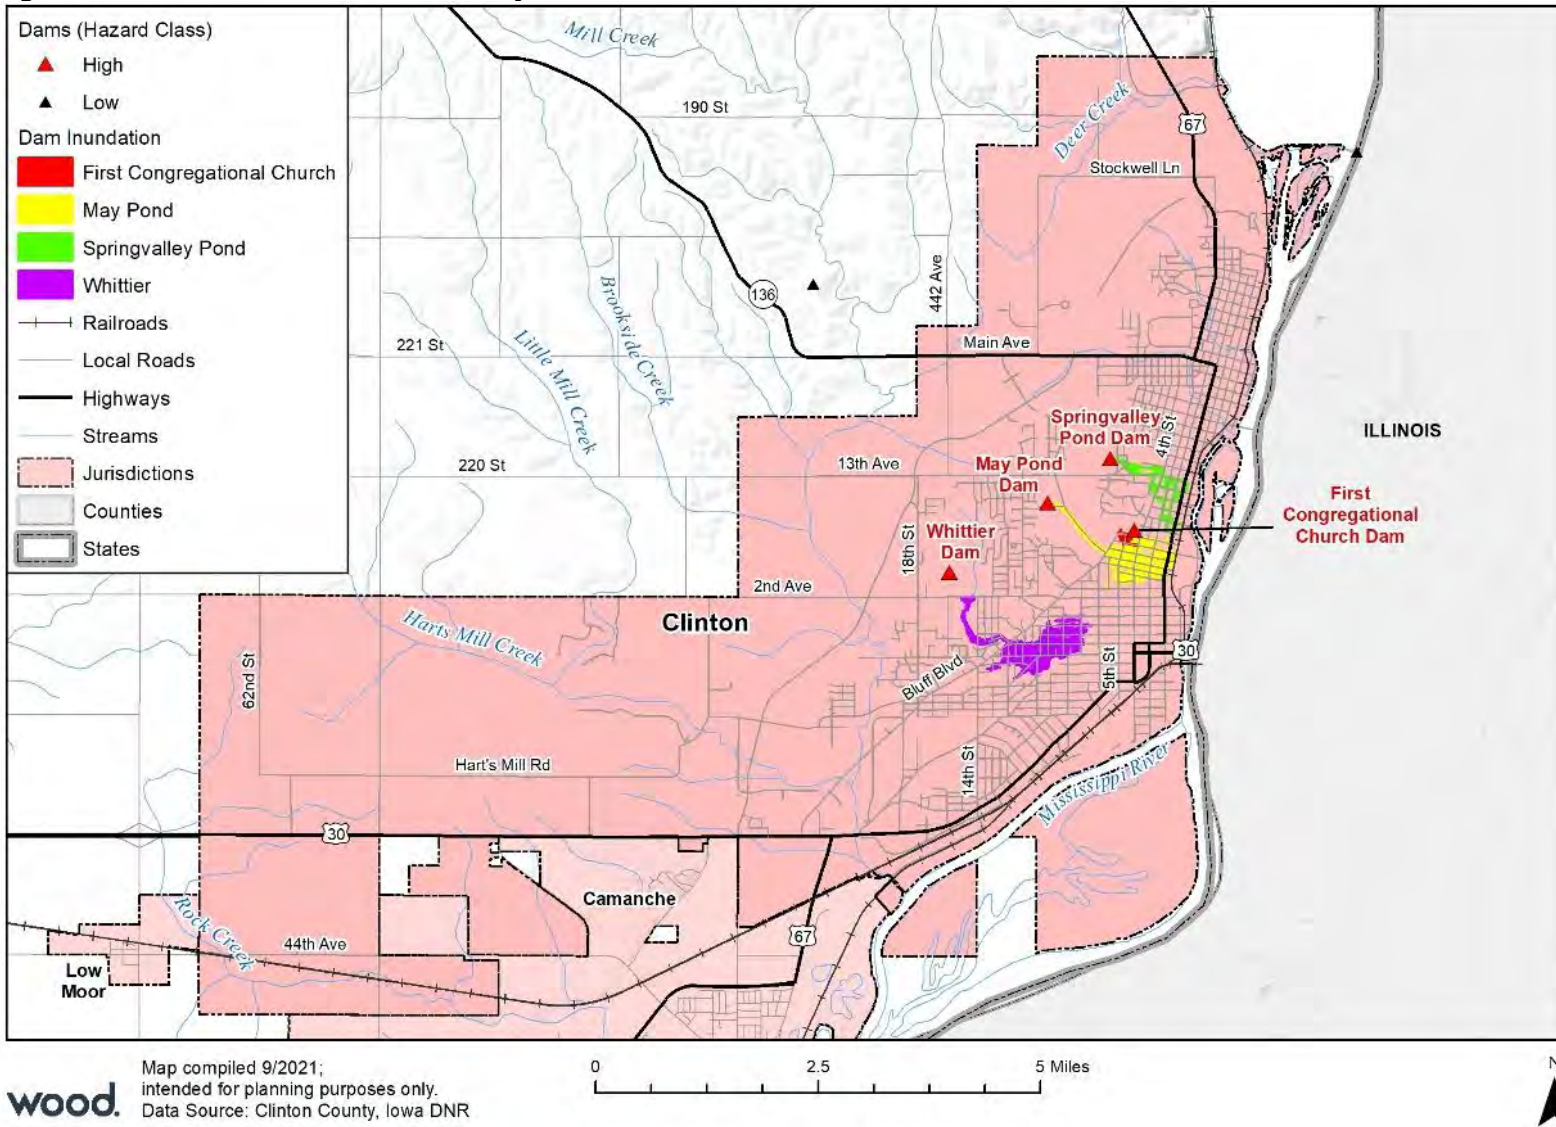 Dams (Hazard Class)
High
Low
Dam Inundation
First Congregational Church
May Pond
Springvalley Pond
Whittier
Railroads
Local Roads
Highways
Streams
Jurisdictions
Counties
States
Mill Creek
190 St
Deer Creek
67
Stockwell Ln
442 Ave
136
Brookside Creek
Little Mill Creek
221 St
Main Ave
Springvalley
Pond Dam
4th St
ILLINOIS
220 St
13th Ave
May Pond
Dam
First
Congregational
Church Dam
18th St
Whittier
Dam
2nd Ave
Clinton
Harts Mill Creek
62nd St
Bluff Blvd
5th St
30
Hart's Mill Rd
14th St
Mississippi River
30
Camanche
Rock Creek
44th Ave
67
Low
Moor
wood.
Map compiled 9/2021;
intended for planning purposes only.
Data Source: Clinton County, Iowa DNR
0 2.5 5 Miles